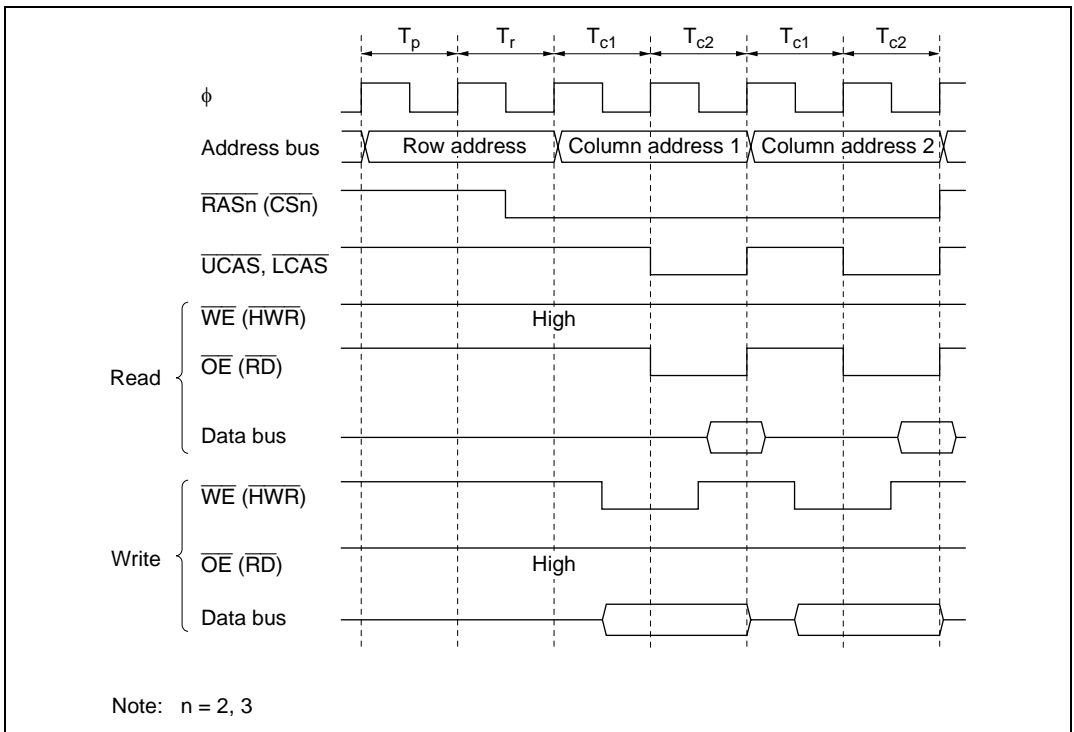 Tp Tr Tc1 Tc2 Tc1 Tc2
ϕ
Address bus Row address Column address 1 Column address 2
RASn (CSn)
UCAS, LCAS
Read
WE (HWR) High
OE (RD)
Data bus
Write
WE (HWR)
OE (RD) High
Data bus
Note: n = 2, 3